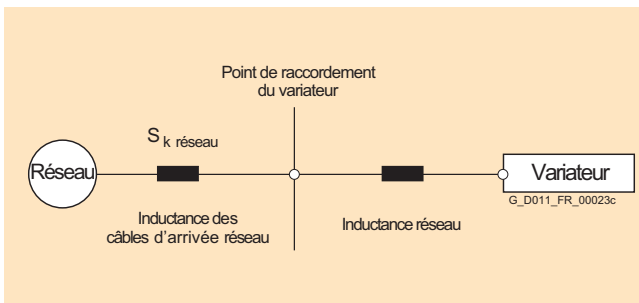 Point de raccordement
du variateur
S k réseau
Réseau
Variateur
G_D011_FR_00023c
Inductance des
câbles d'arrivée réseau
Inductance réseau